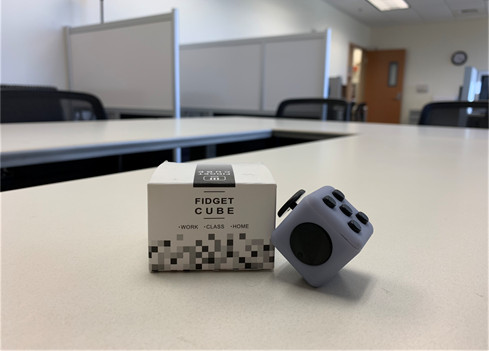 FIDGET
CUBE
·WORK ·CLASS ·HOME